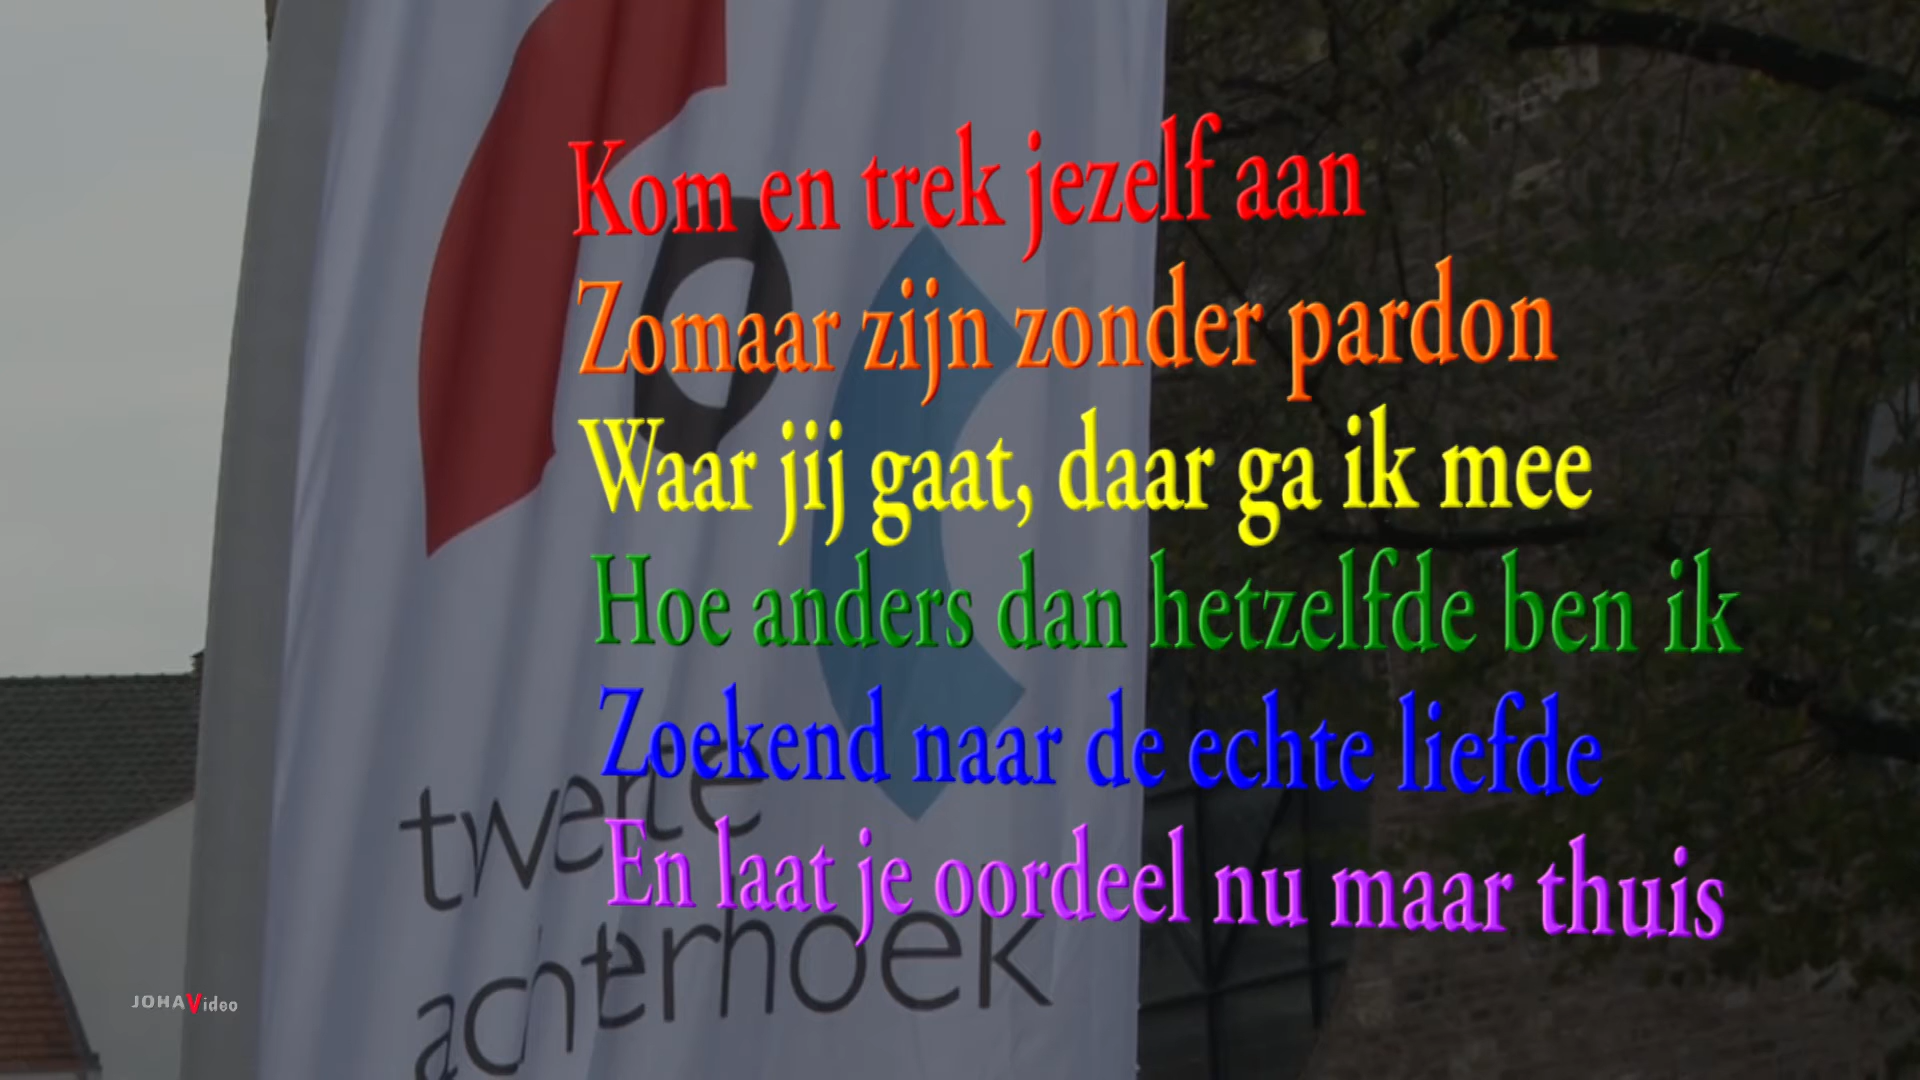 Kom en trek jezelf aan
Zomaar zijn zonder pardon
Waar jij gaat, daar ga ik mee
Hoe anders dan hetzelfde ben ik
Zoekend naar de echte liefde
En laat je oordeel nu maar thuis
twente
achterhoek
JOHAVideo